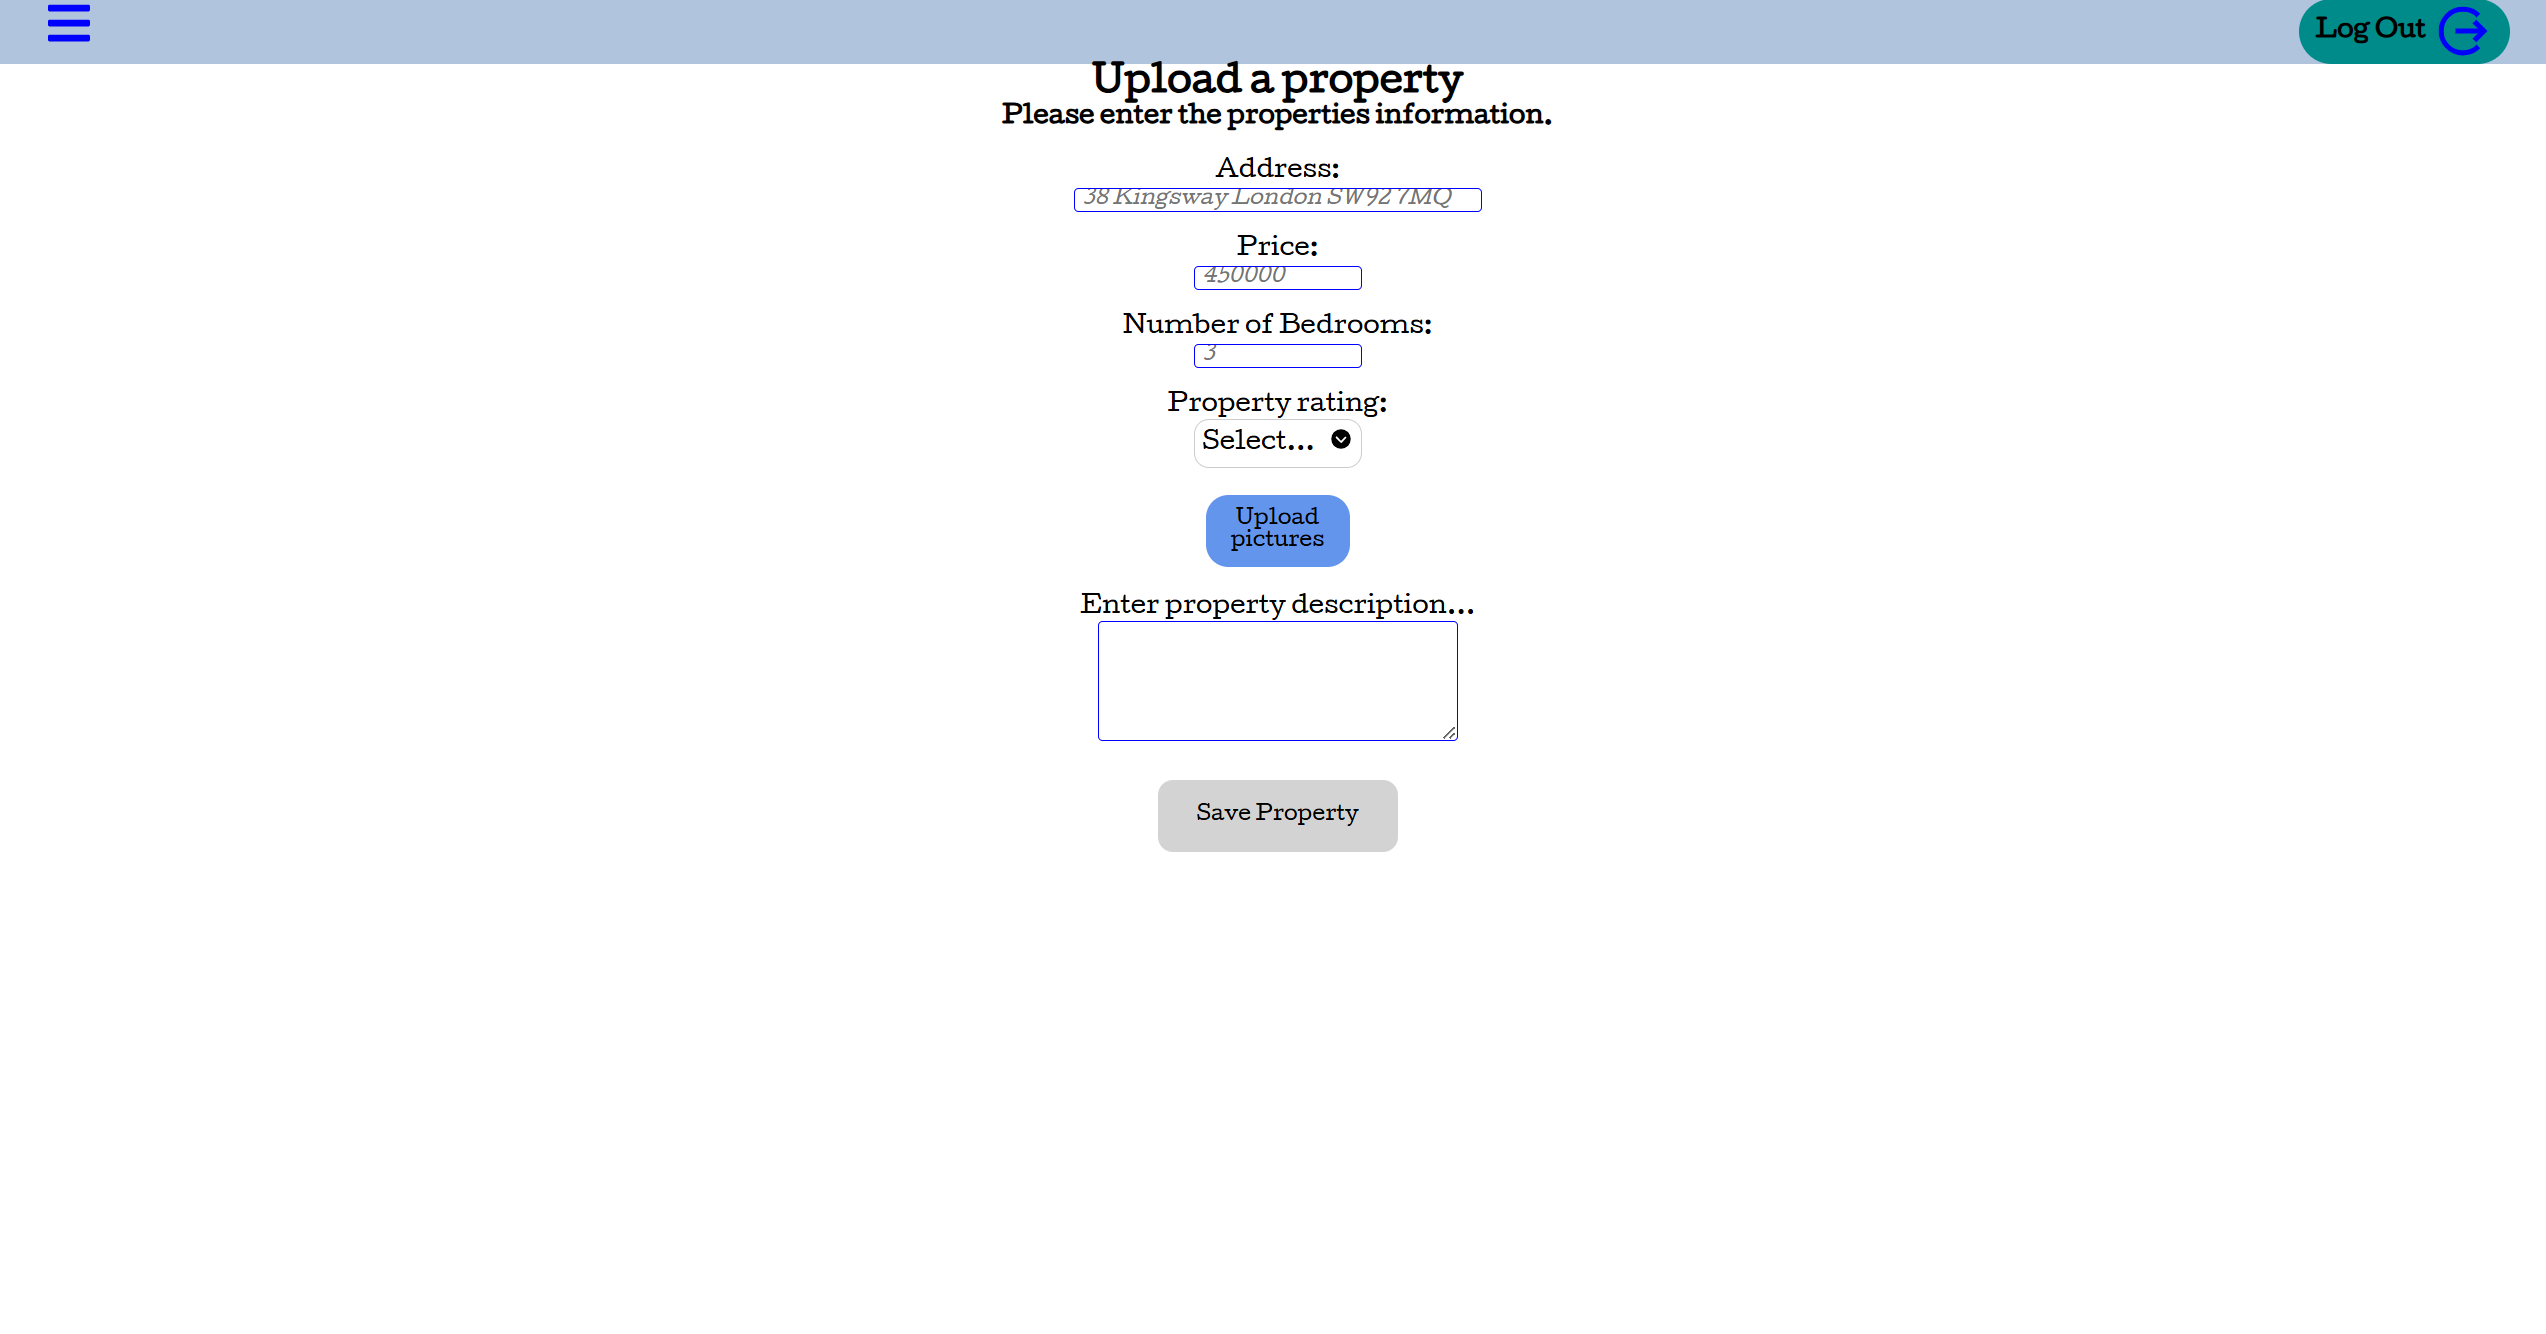 Log Out
Upload a property
Please enter the properties information.
Address:
38 Kingsway London SW92 7MQ
Price:
450000
Number of Bedrooms:
3
Property rating:
Select...
Upload
pictures
Enter property description...
Save Property